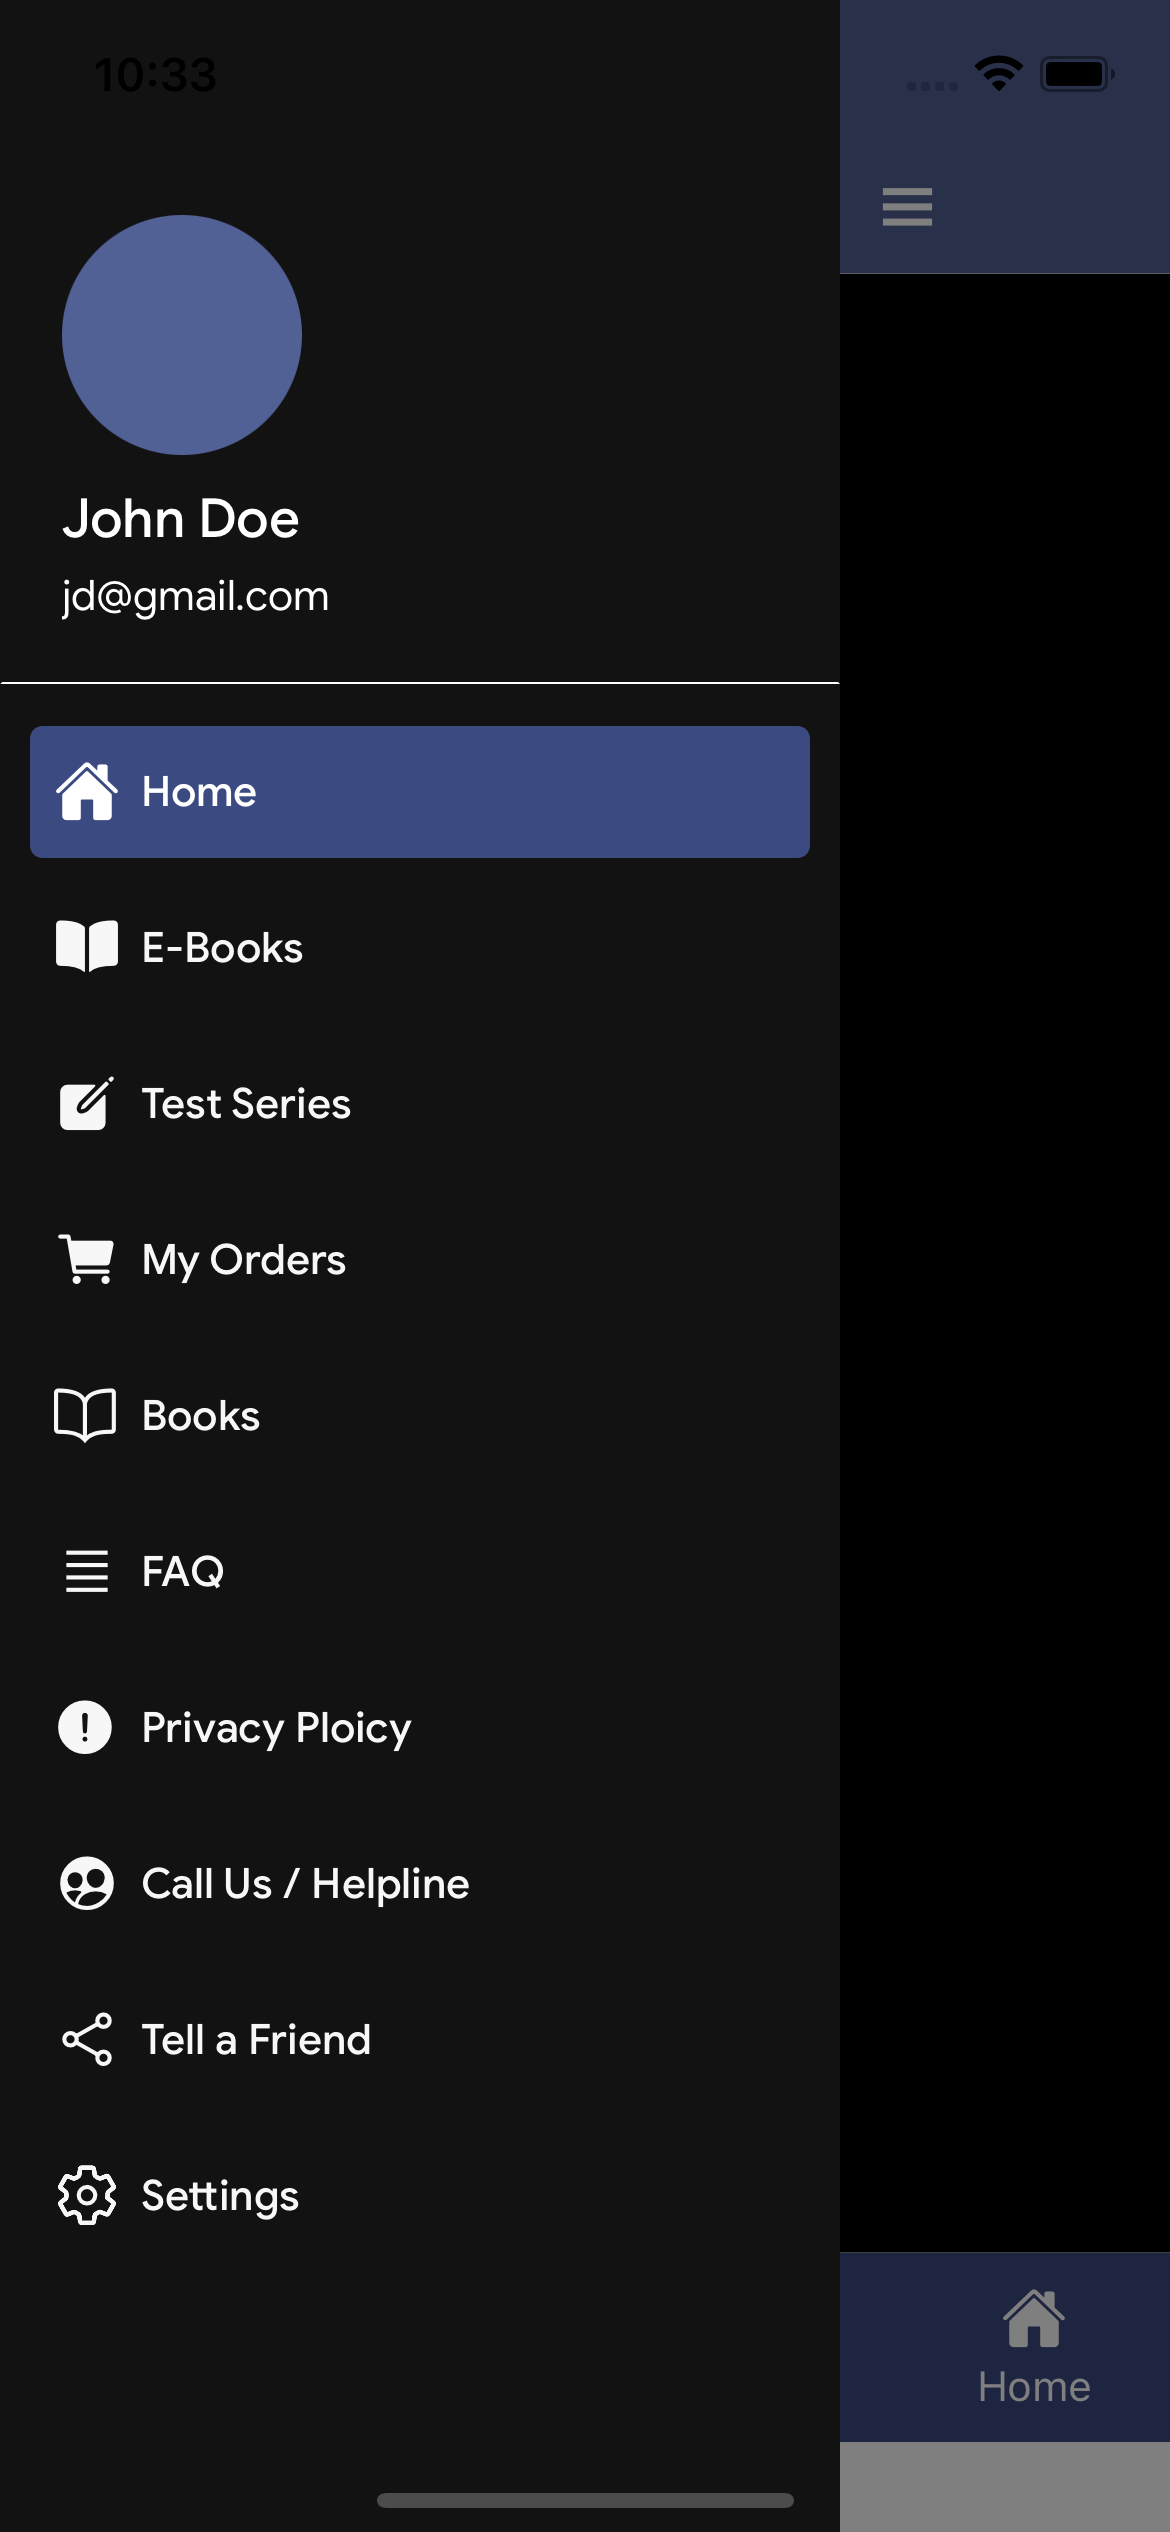 10:33
John Doe
jd@gmail.com
Home
E-Books
Test Series
My Orders
Books
FAQ
Privacy Ploicy
Call Us / Helpline
Tell a Friend
Settings
Home